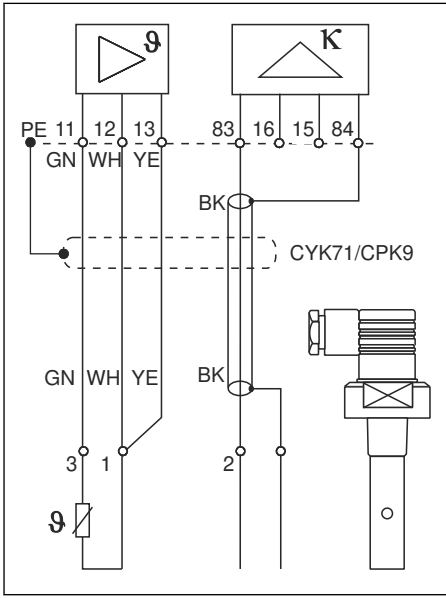 ϑ K
PE 11 12 13 83 16 15 84
GN WH YE
BK
CYK71/CPK9
GN WH YE BK
3 1 2
ϑ